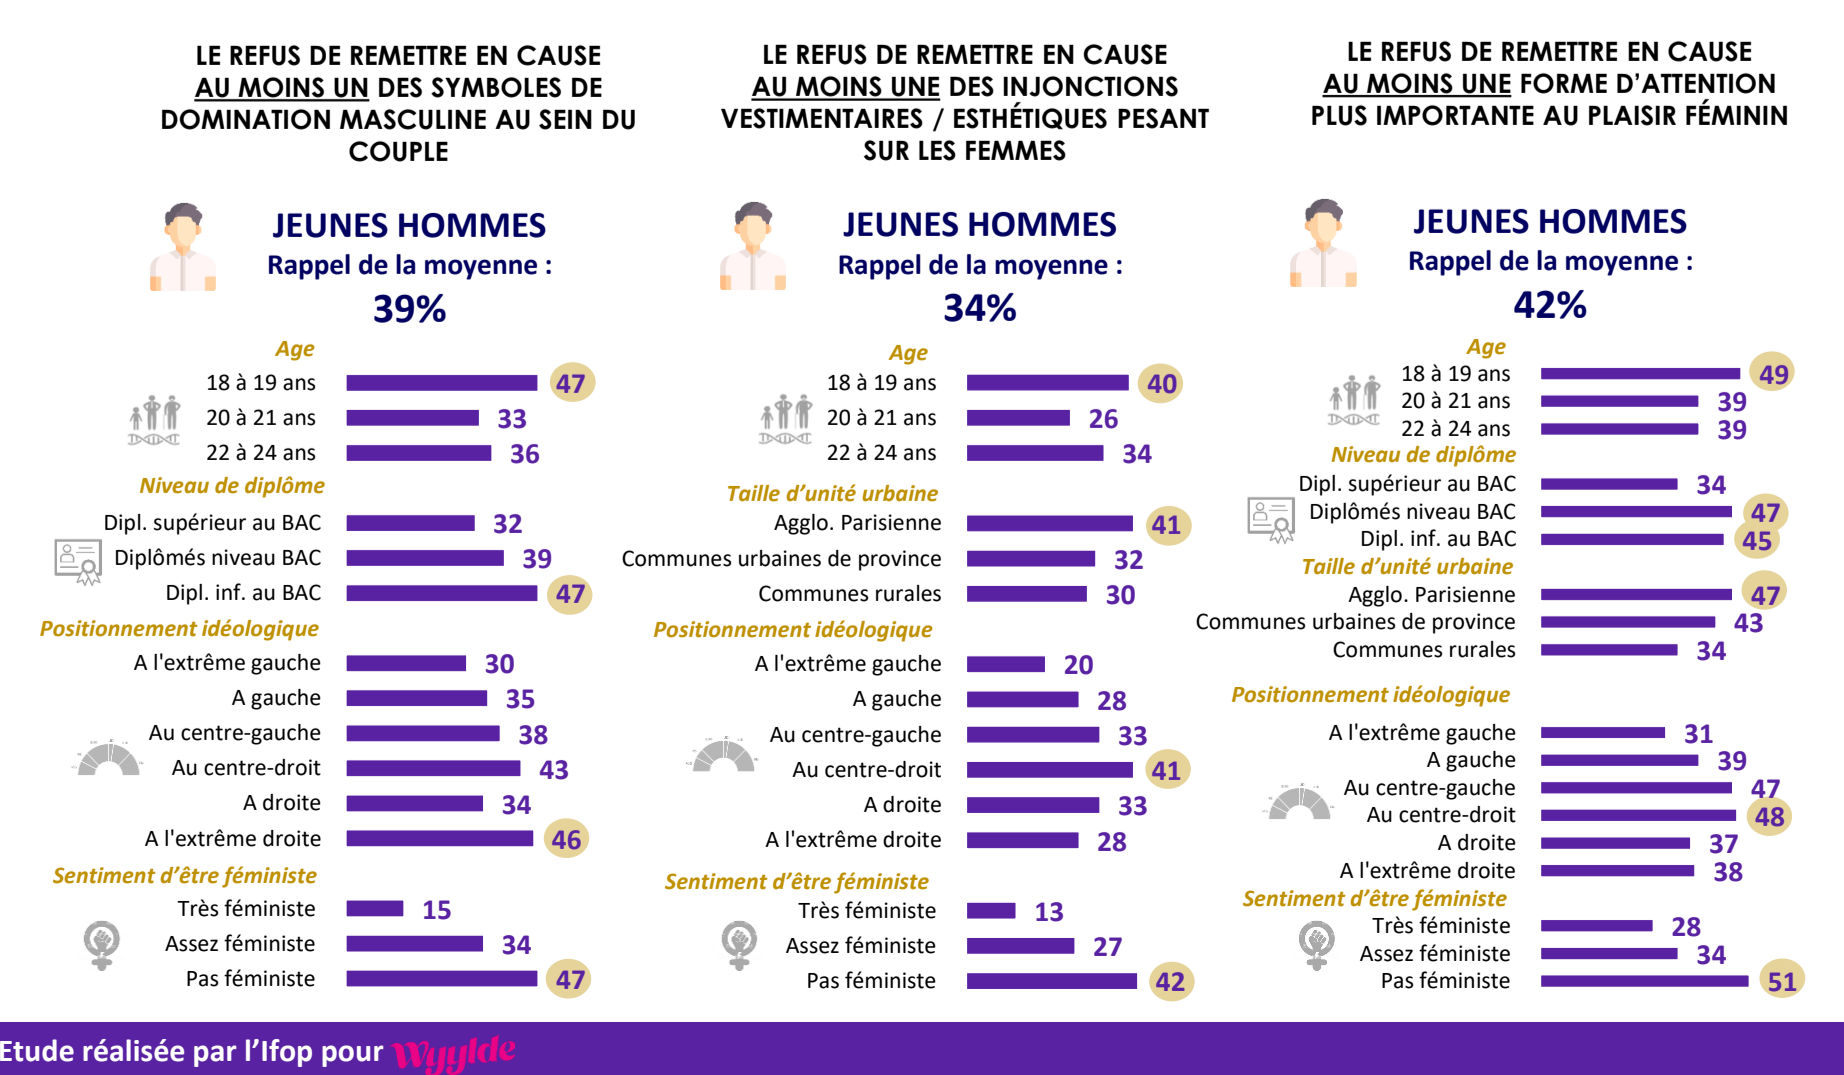 LE REFUS DE REMETTRE EN CAUSE
AU MOINS UN DES SYMBOLES DE
DOMINATION MASCULINE AU SEIN DU
COUPLE
JEUNES HOMMES
Rappel de la moyenne :
39%
Age
18 à 19 ans 47
20 à 21 ans 33
22 à 24 ans 36
Niveau de diplôme
Dipl. supérieur au BAC 32
Diplômés niveau BAC 39
Dipl. inf. au BAC 47
Positionnement idéologique
A l'extrême gauche 30
A gauche 35
Au centre-gauche 38
Au centre-droit 43
A droite 34
A l'extrême droite 46
Sentiment d’être féministe
Très féministe 15
Assez féministe 34
Pas féministe 47
LE REFUS DE REMETTRE EN CAUSE
AU MOINS UNE DES INJONCTIONS
VESTIMENTAIRES / ESTHÉTIQUES PESANT
SUR LES FEMMES
JEUNES HOMMES
Rappel de la moyenne :
34%
Age
18 à 19 ans 40
20 à 21 ans 26
22 à 24 ans 34
Taille d’unité urbaine
Agglo. Parisienne 41
Communes urbaines de province 32
Communes rurales 30
Positionnement idéologique
A l'extrême gauche 20
A gauche 28
Au centre-gauche 33
Au centre-droit 41
A droite 33
A l'extrême droite 28
Sentiment d’être féministe
Très féministe 13
Assez féministe 27
Pas féministe 42
LE REFUS DE REMETTRE EN CAUSE
AU MOINS UNE FORME D’ATTENTION
PLUS IMPORTANTE AU PLAISIR FÉMININ
JEUNES HOMMES
Rappel de la moyenne :
42%
Age
18 à 19 ans 49
20 à 21 ans 39
22 à 24 ans 39
Niveau de diplôme
Dipl. supérieur au BAC 34
Diplômés niveau BAC 47
Dipl. inf. au BAC 45
Taille d’unité urbaine
Agglo. Parisienne 47
Communes urbaines de province 43
Communes rurales 34
Positionnement idéologique
A l'extrême gauche 31
A gauche 39
Au centre-gauche 47
Au centre-droit 48
A droite 37
A l'extrême droite 38
Sentiment d’être féministe
Très féministe 28
Assez féministe 34
Pas féministe 51
Etude réalisée par l’Ifop pour Wyylde